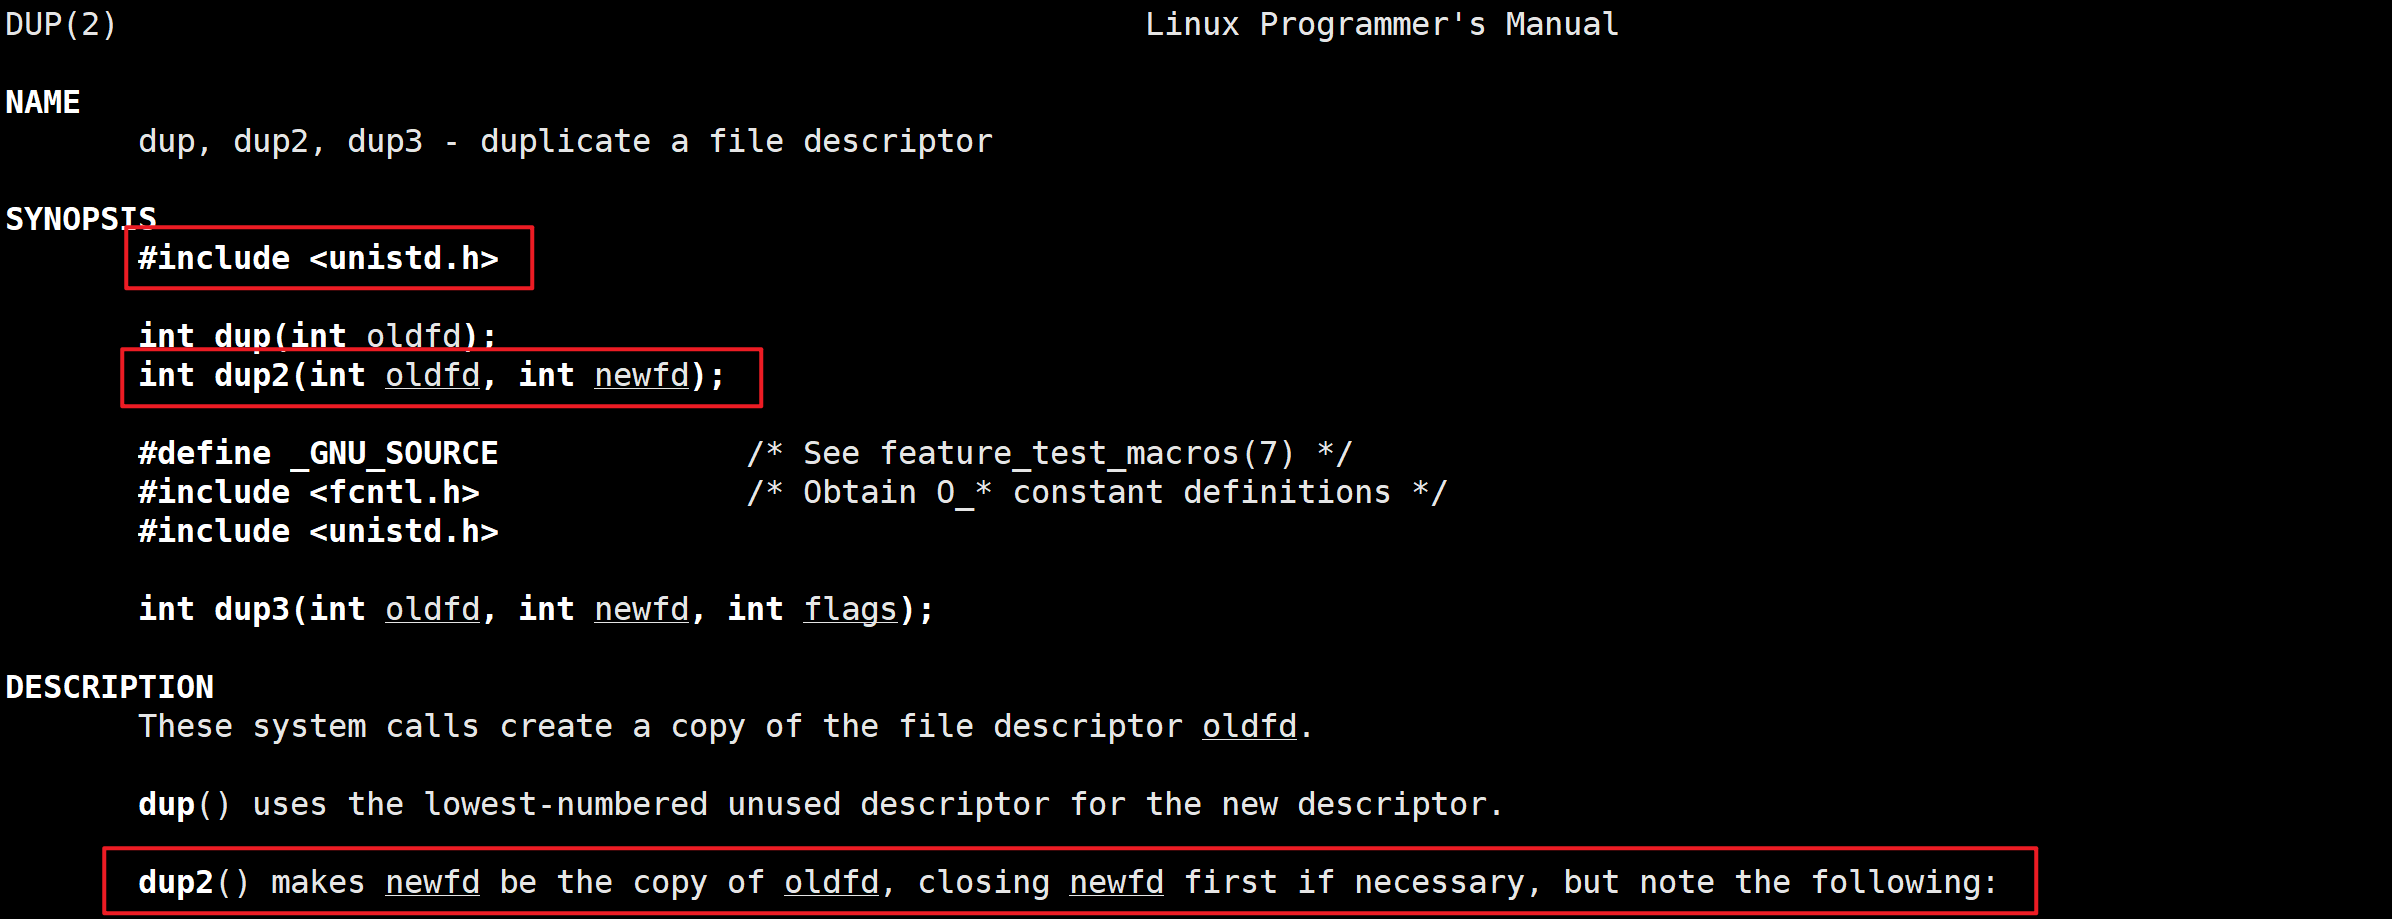 DUP(2) Linux Programmer's Manual
NAME
dup, dup2, dup3 - duplicate a file descriptor
SYNOPSIS
#include <unistd.h>
int dup(int oldfd);
int dup2(int oldfd, int newfd);
#define _GNU_SOURCE /* See feature_test_macros(7) */
#include <fcntl.h> /* Obtain O_* constant definitions */
#include <unistd.h>
int dup3(int oldfd, int newfd, int flags);
DESCRIPTION
These system calls create a copy of the file descriptor oldfd.
dup() uses the lowest-numbered unused descriptor for the new descriptor.
dup2() makes newfd be the copy of oldfd, closing newfd first if necessary, but note the following: